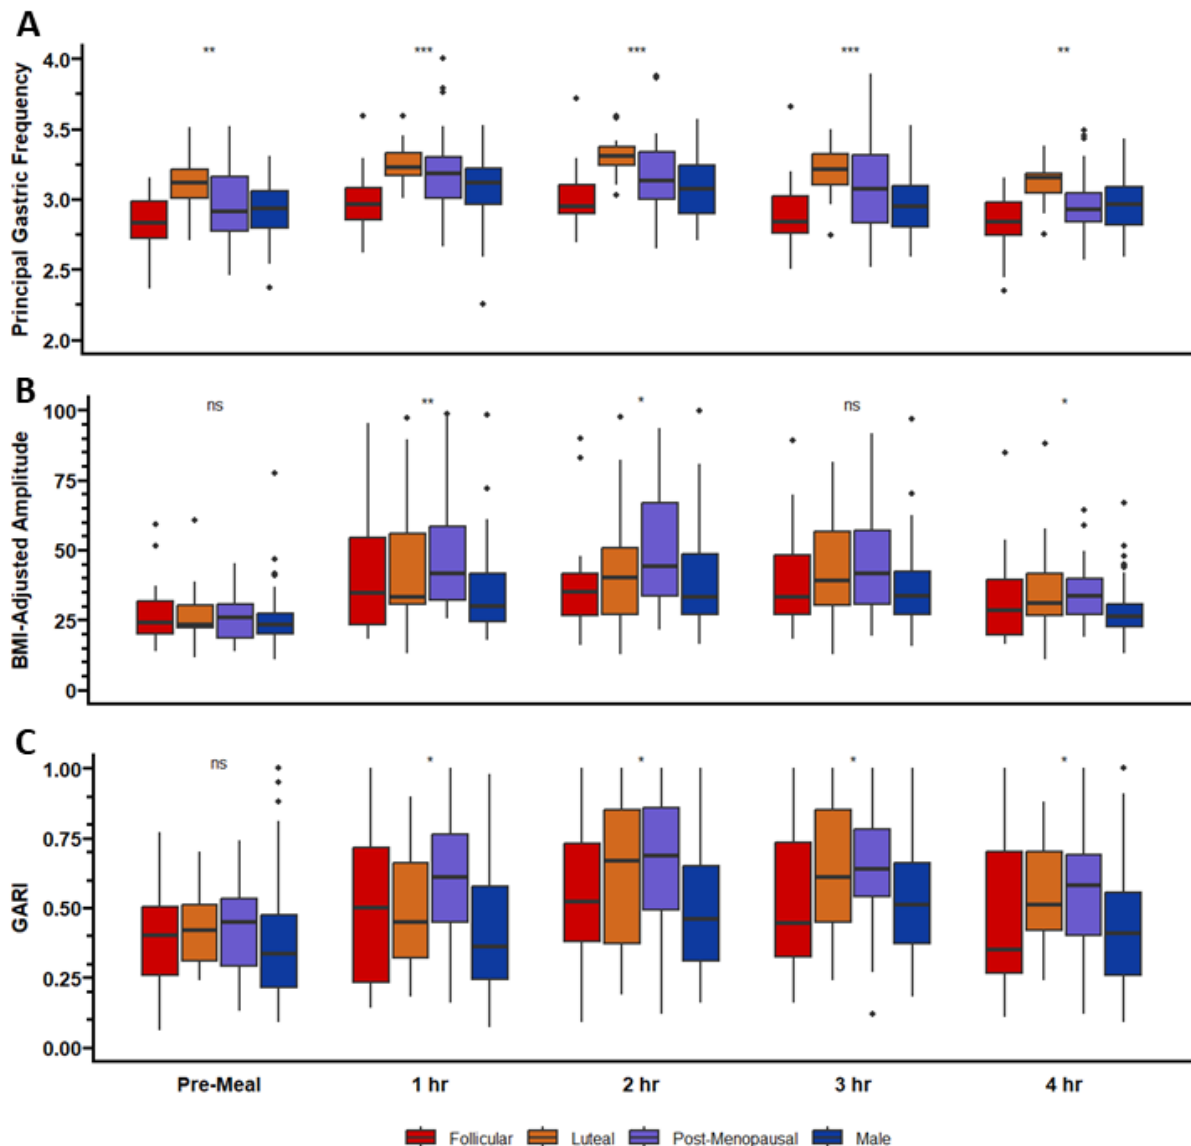 A
** *** *** *** **
Principal Gastric Frequency
4.0
3.5
3.0
2.5
2.0
B
ns ** * ns *
BMI-Adjusted Amplitude
100
75
50
25
0
C
ns * * * *
GARI
1.00
0.75
0.50
0.25
0.00
Pre-Meal 1 hr 2 hr 3 hr 4 hr
Follicular Luteal Post-Menopausal Male